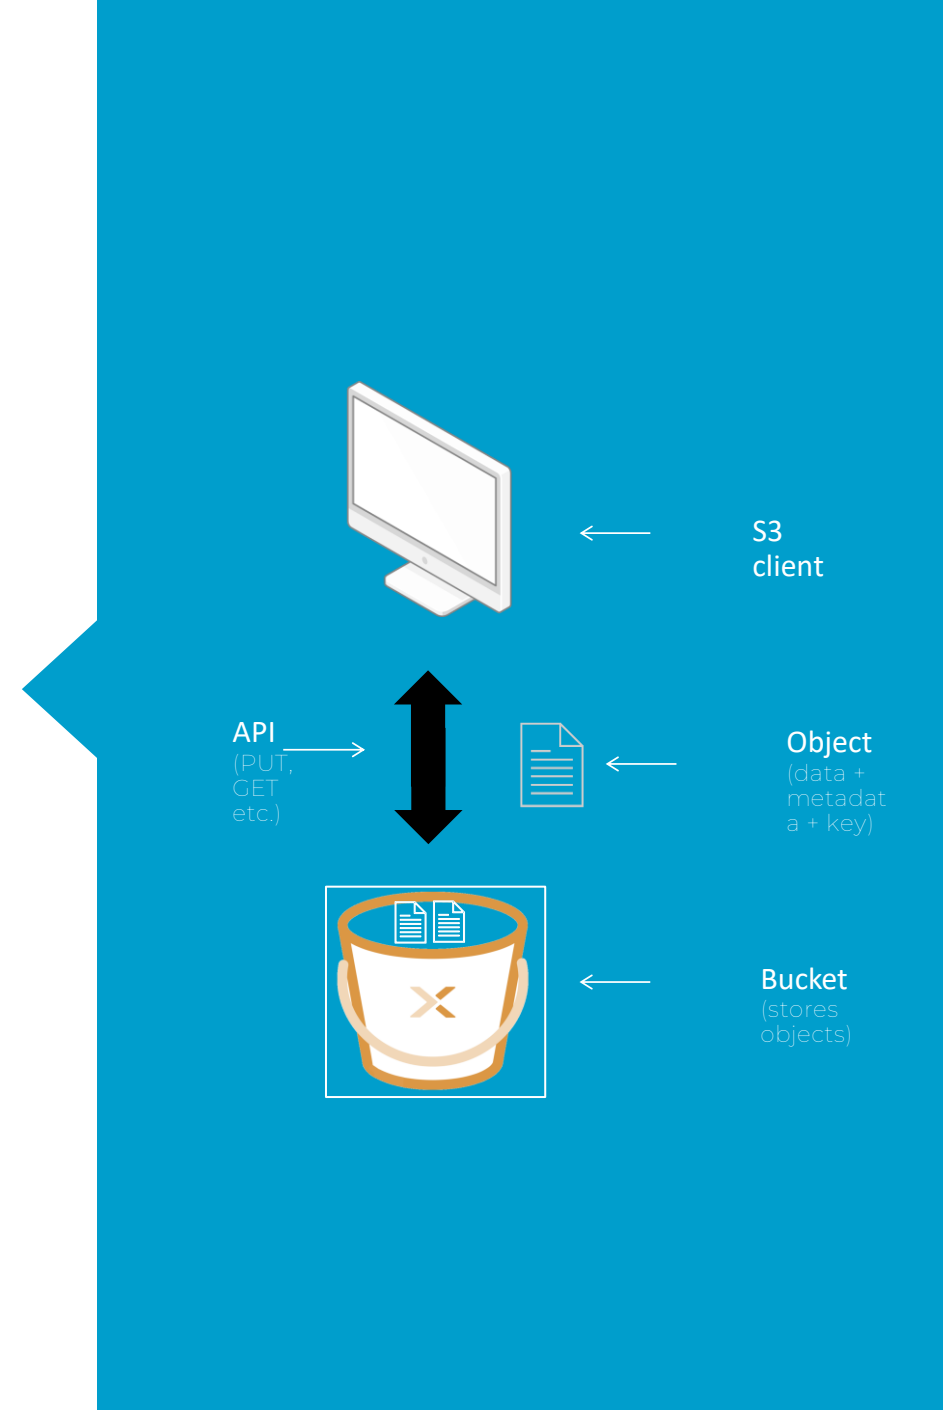 S3
client
API
(PUT,
GET
etc.)
Object
(data +
metadat
a + key)
Bucket
(stores
objects)